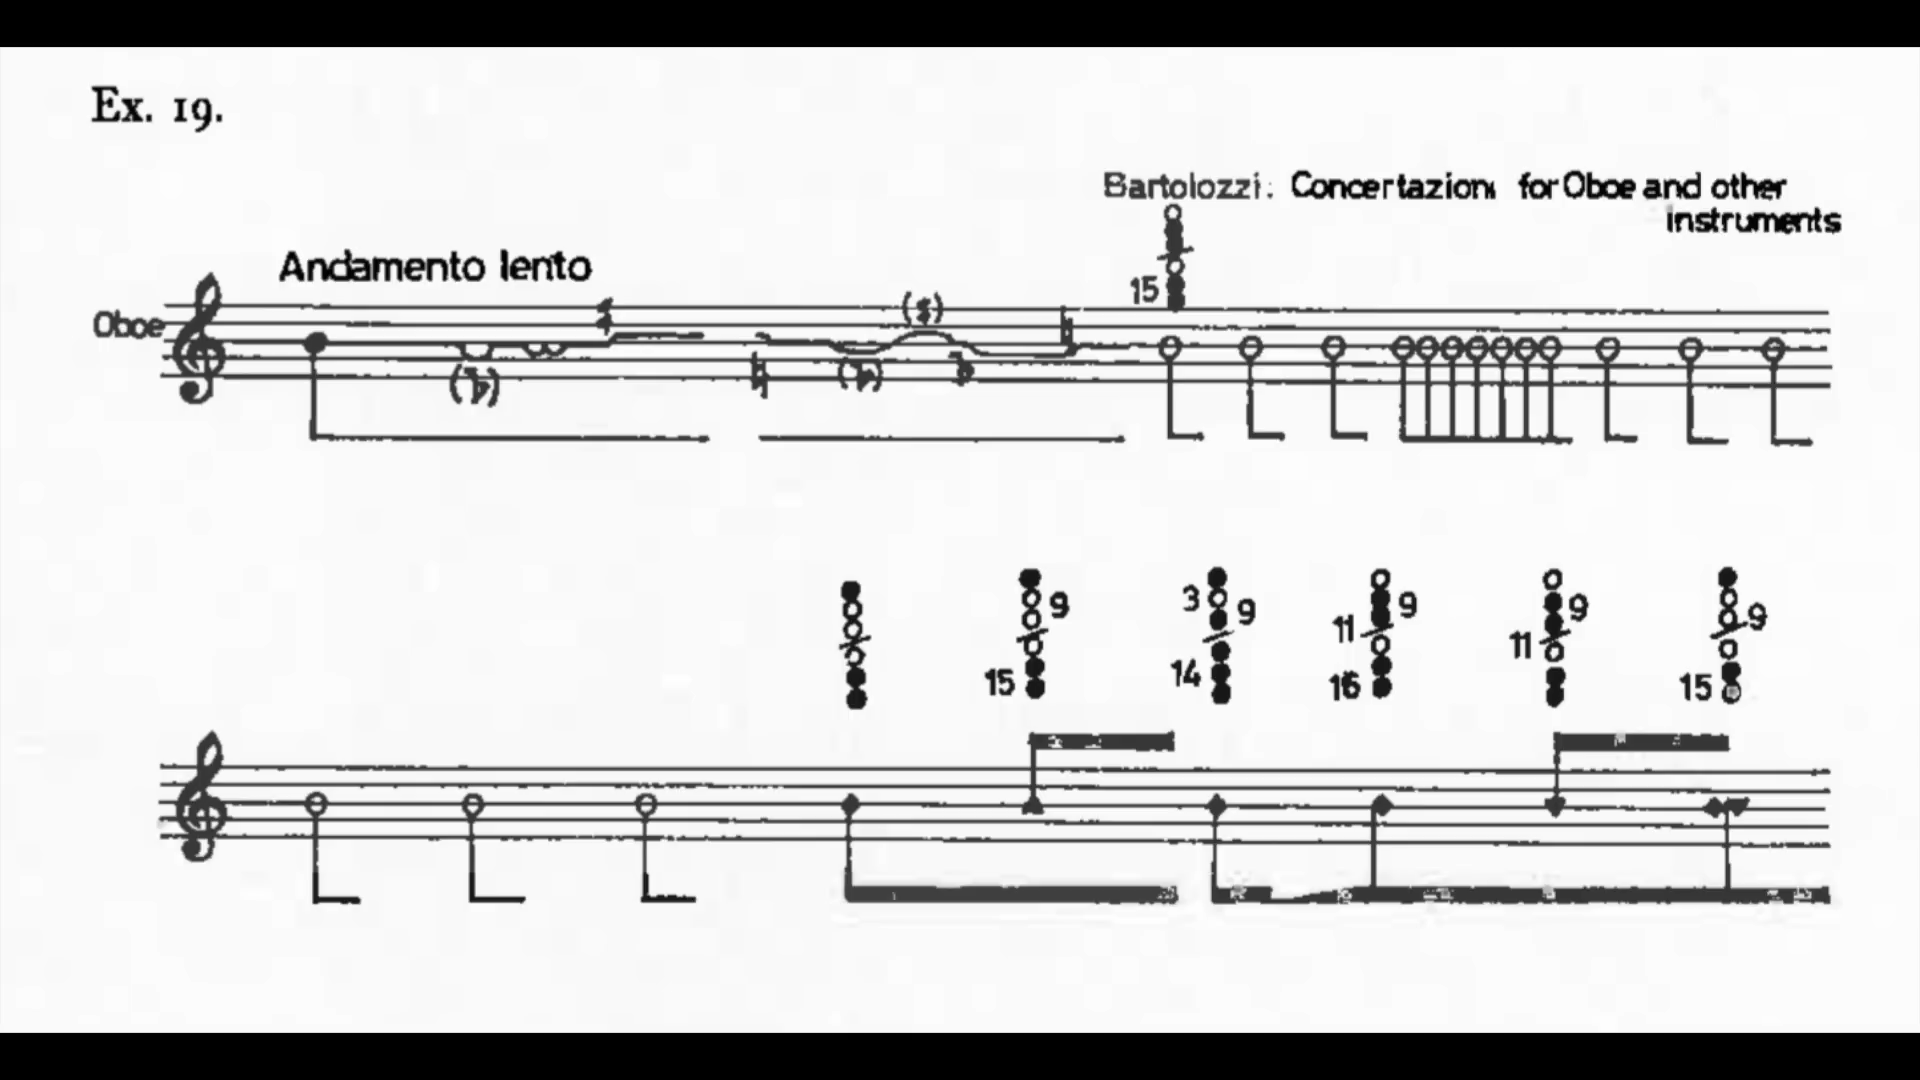 Ex. 19.
Bartolozzi: Concertazioni for Oboe and other
instruments
Andamento lento
15
Oboe
9 3 9 9 9 9
11 11
15 14 16 15